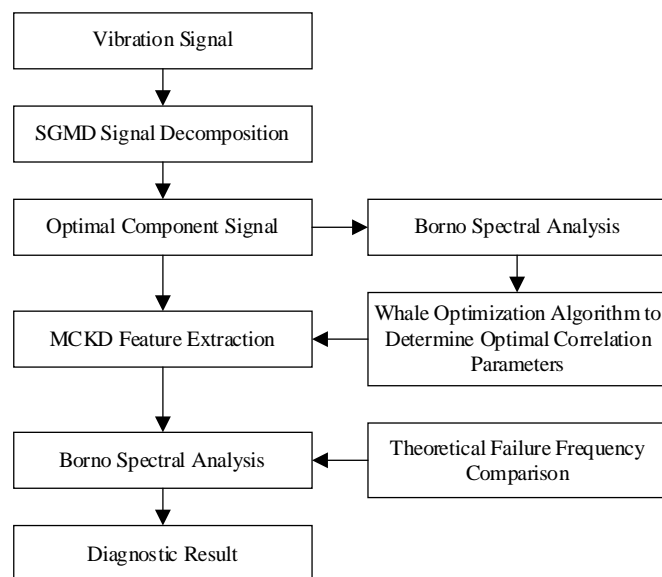 Vibration Signal
SGMD Signal Decomposition
Optimal Component Signal
Borno Spectral Analysis
MCKD Feature Extraction
Whale Optimization Algorithm to
Determine Optimal Correlation
Parameters
Borno Spectral Analysis
Theoretical Failure Frequency
Comparison
Diagnostic Result